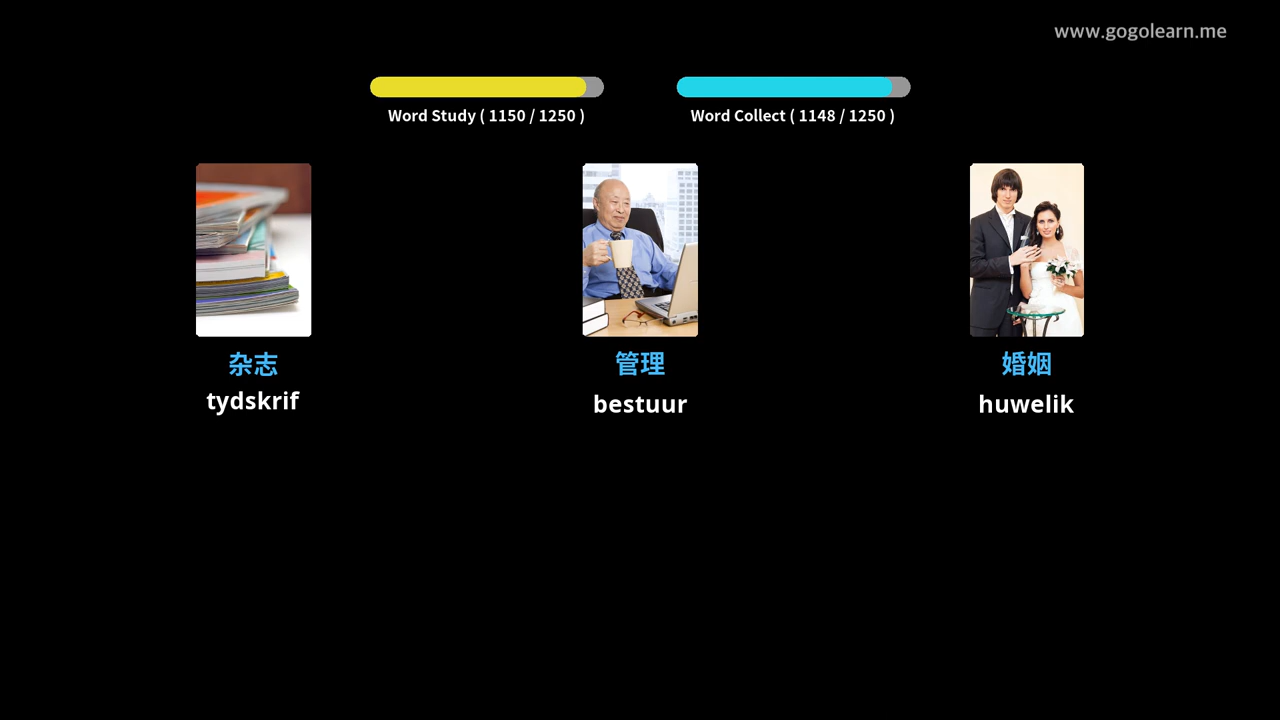 www.gogolearn.me
Word Study ( 1150 / 1250 )
Word Collect ( 1148 / 1250 )
杂志
管理
婚姻
tydskrif
bestuur
huwelik